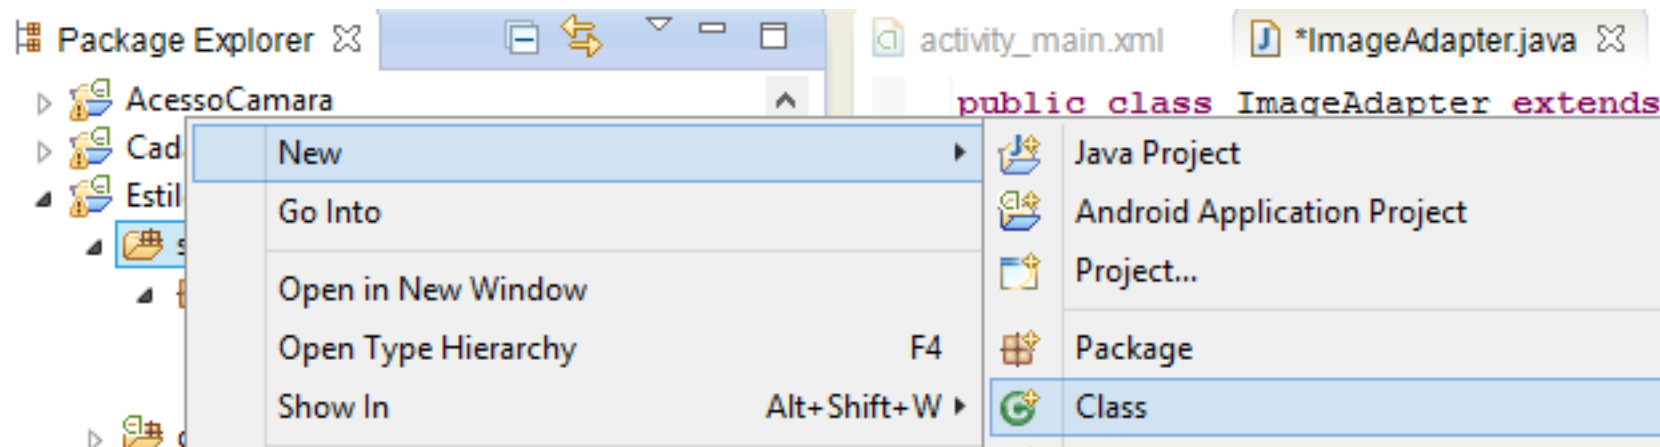 Package Explorer
activity_main.xml
*ImageAdapter.java
AcessoCamara
public class ImageAdapter extends
Cad
New
Java Project
Estil
Go Into
Android Application Project
Project...
Open in New Window
Open Type Hierarchy F4
Package
Show In Alt+Shift+W
Class